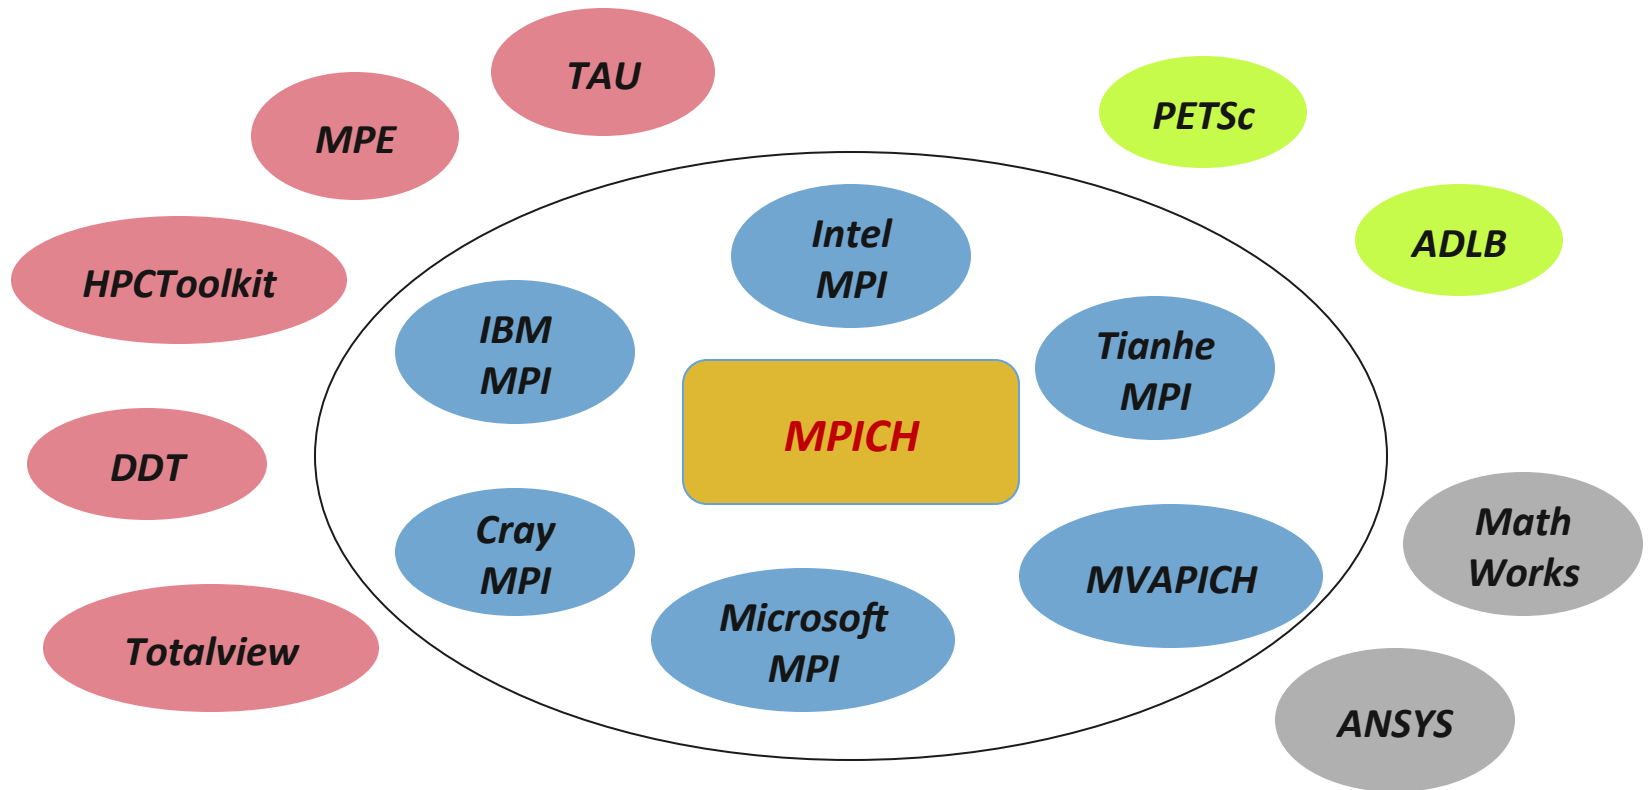 TAU
MPE
PETSc
Intel
MPI
ADLB
HPCToolkit
IBM
MPI
Tianhe
MPI
MPICH
DDT
Cray
MPI
MVAPICH
Math
Works
Microsoft
MPI
Totalview
ANSYS